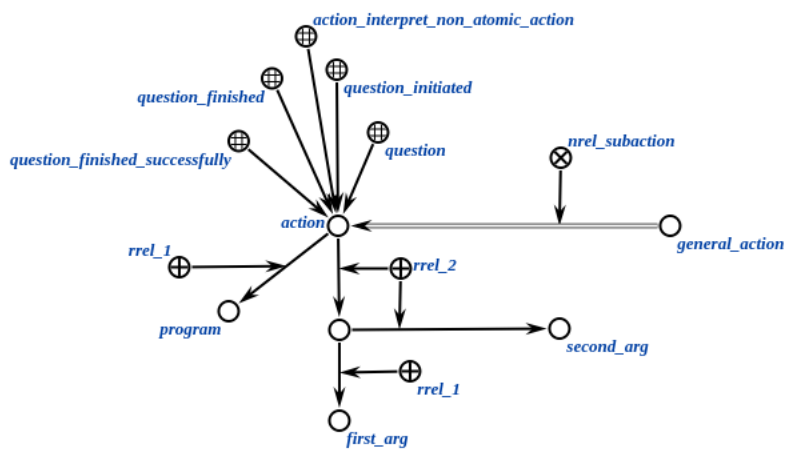 action_interpret_non_atomic_action
question_finished
question_initiated
question_finished_successfully
question
nrel_subaction
action
general_action
rrel_1
rrel_2
program
second_arg
rrel_1
first_arg